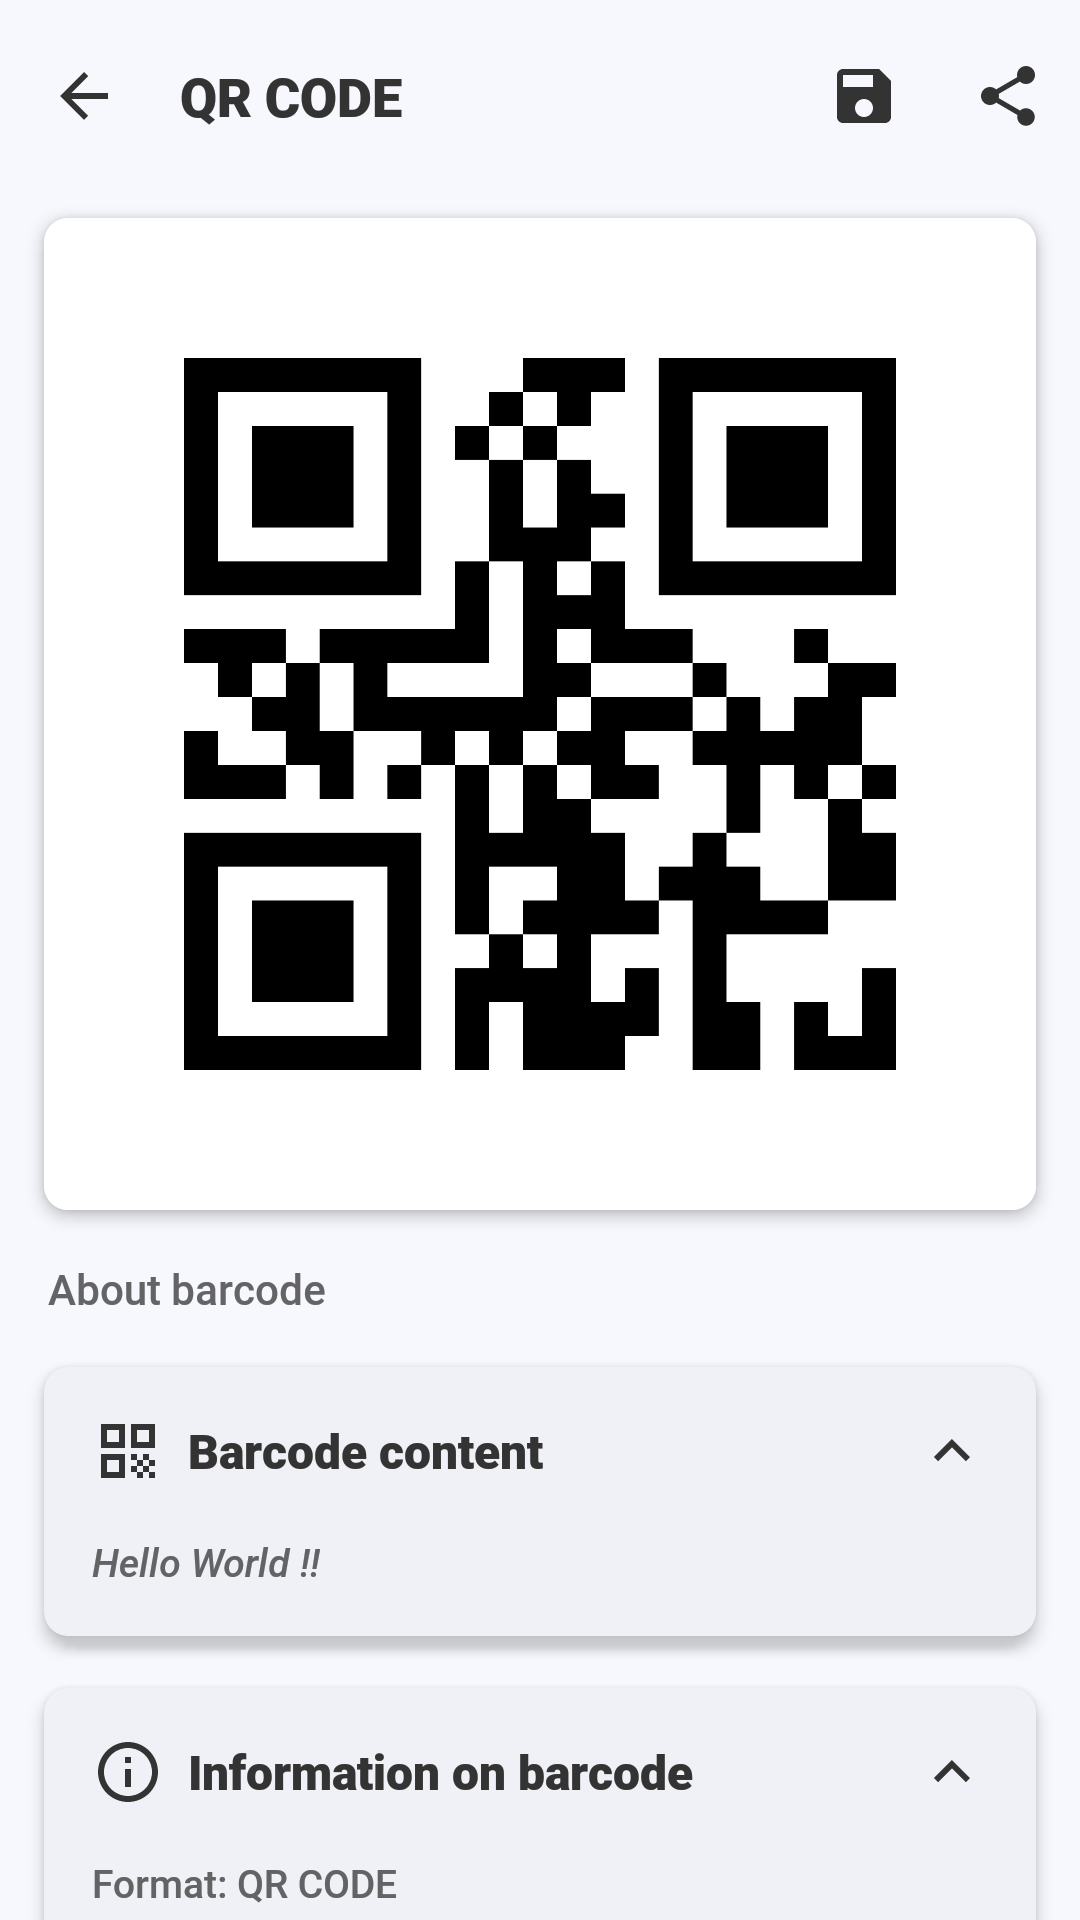 QR CODE
About barcode
Barcode content
Hello World !!
Information on barcode
Format: QR CODE